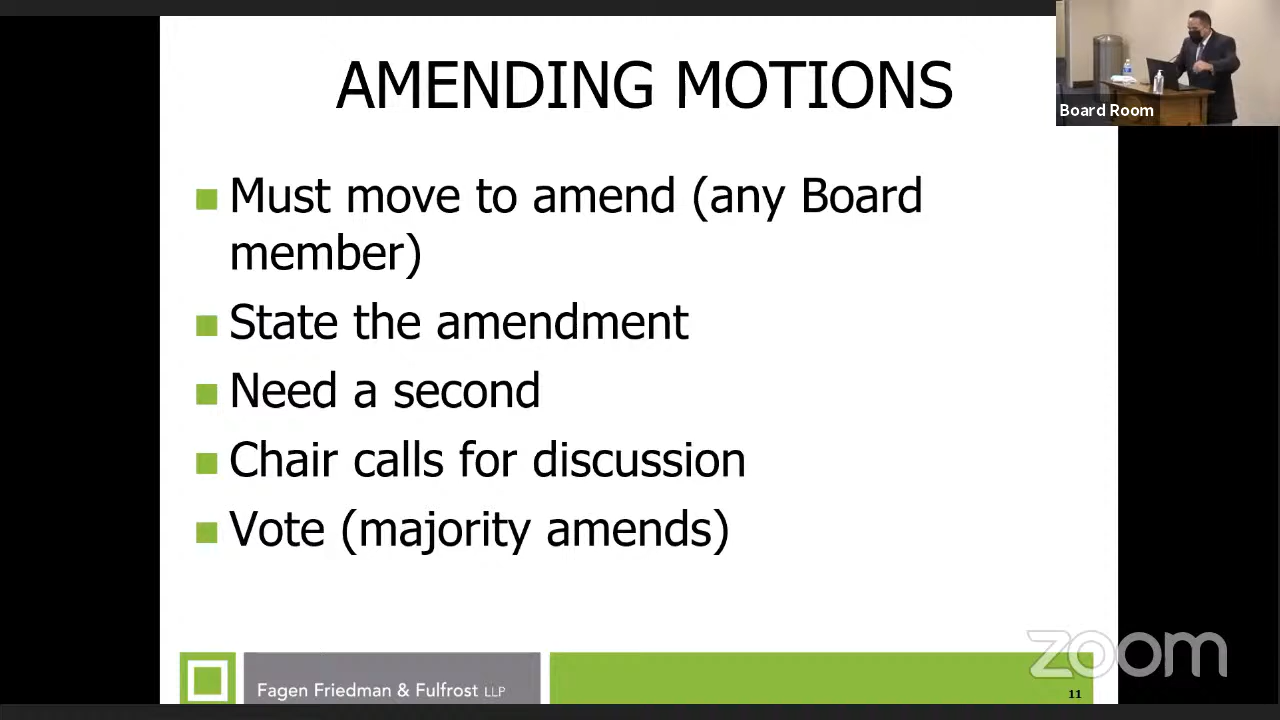 AMENDING MOTIONS
Board Room
Must move to amend (any Board
member)
State the amendment
Need a second
Chair calls for discussion
Vote (majority amends)
Fagen Friedman & Fulfrost LLP
11
zoom